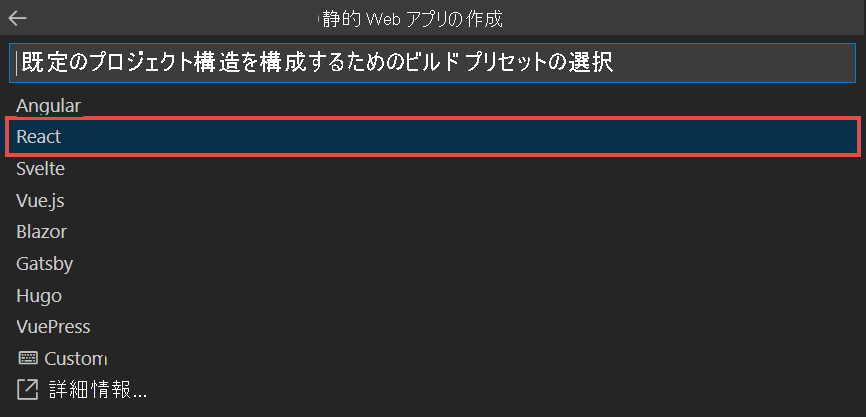 静的 Web アプリの作成
既定のプロジェクト構造を構成するためのビルド プリセットの選択
Angular
React
Svelte
Vue.js
Blazor
Gatsby
Hugo
VuePress
Custom
詳細情報...